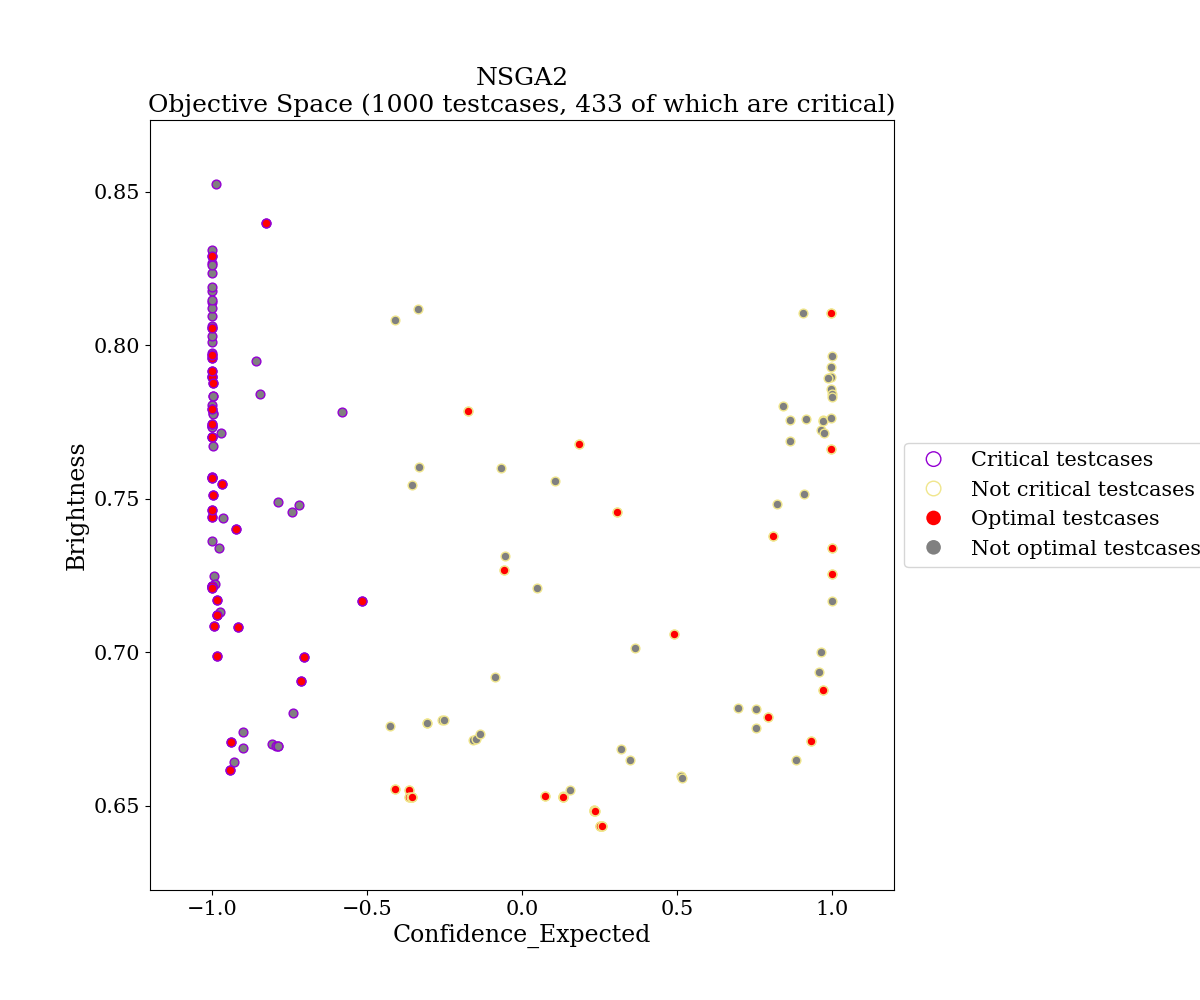 NSGA2
Objective Space (1000 testcases, 433 of which are critical)
0.85
0.80
0.75
0.70
0.65
Brightness
−1.0
−0.5
0.0
0.5
1.0
Confidence_Expected
Critical testcases
Not critical testcases
Optimal testcases
Not optimal testcases